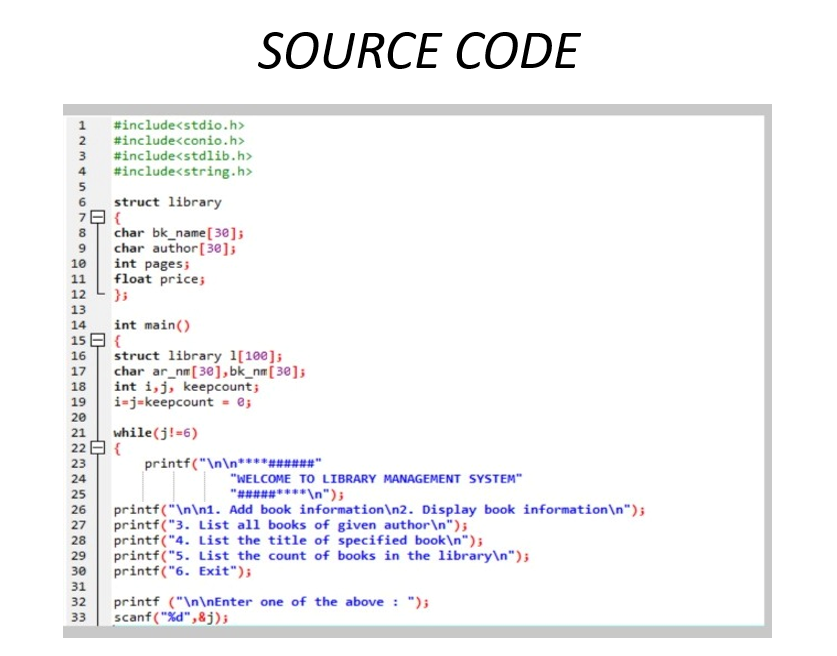 SOURCE CODE
1 #include<stdio.h>
2 #include<conio.h>
3 #include<stdlib.h>
4 #include<string.h>
5
6 struct library
7 {
8 char bk_name[30];
9 char author[30];
10 int pages;
11 float price;
12 };
13
14 int main()
15 {
16 struct library l[100];
17 char ar_nm[30],bk_nm[30];
18 int i,j, keepcount;
19 i=j=keepcount = 0;
20
21 while(j!=6)
22 {
23 printf("\n\n****######"
24 "WELCOME TO LIBRARY MANAGEMENT SYSTEM"
25 "#####****\n");
26 printf("\n\n1. Add book information\n2. Display book information\n");
27 printf("3. List all books of given author\n");
28 printf("4. List the title of specified book\n");
29 printf("5. List the count of books in the library\n");
30 printf("6. Exit");
31
32 printf ("\n\nEnter one of the above : ");
33 scanf("%d",&j);